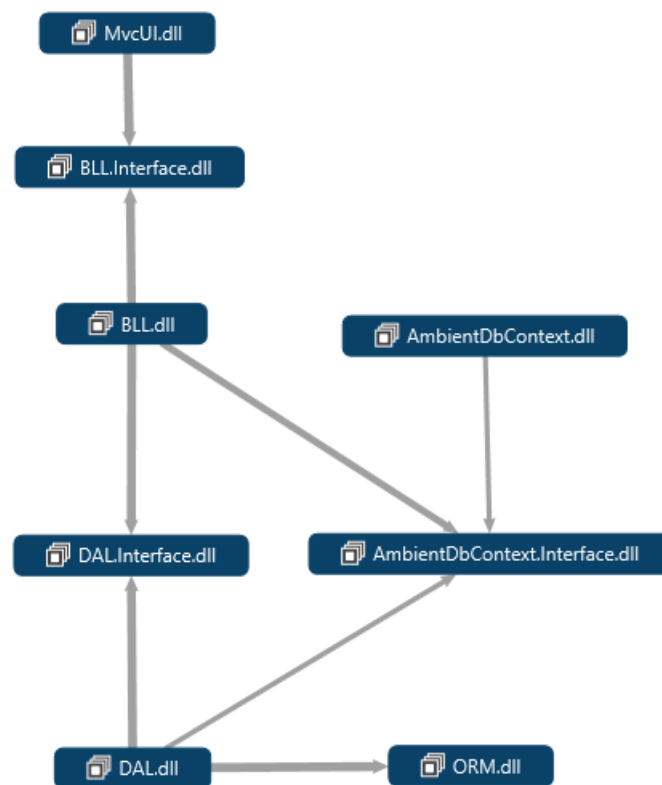 MvcUI.dll
BLL.Interface.dll
BLL.dll
AmbientDbContext.dll
DAL.Interface.dll
AmbientDbContext.Interface.dll
DAL.dll
ORM.dll